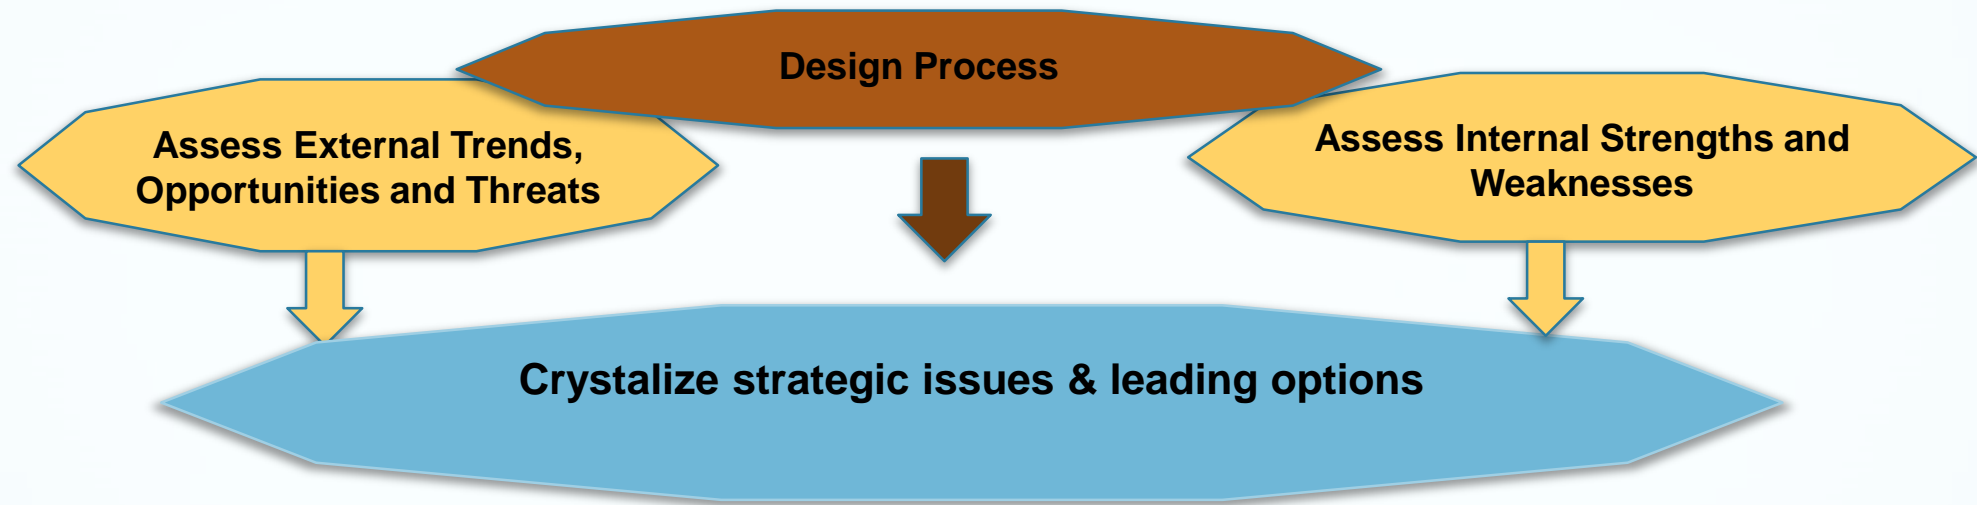 Design Process
Assess External Trends,
Opportunities and Threats
Assess Internal Strengths and
Weaknesses
Crystalize strategic issues & leading options